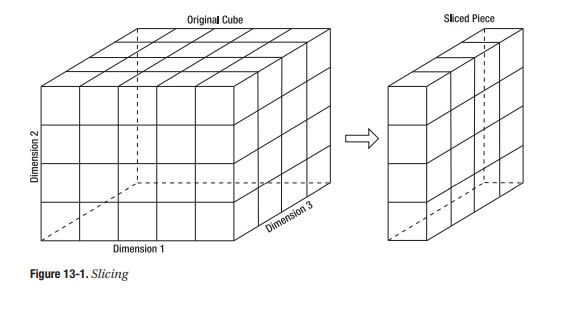 Original Cube
Sliced Piece
Dimension 2
Dimension 3
Dimension 1
Figure 13-1. Slicing